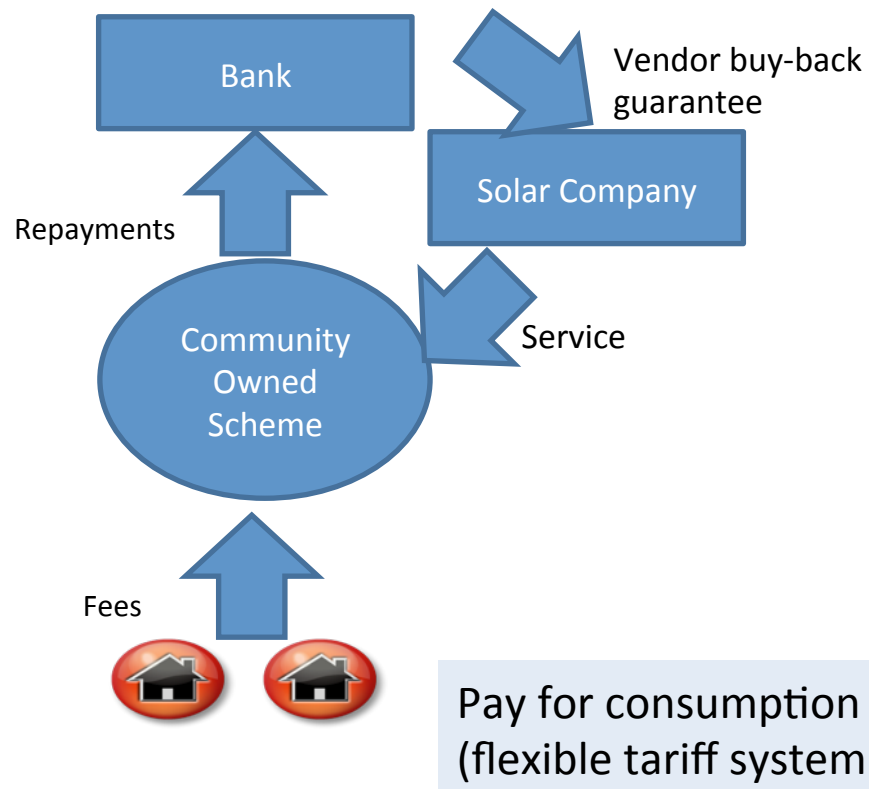 Bank
Vendor buy-back
guarantee
Solar Company
Repayments
Service
Community
Owned
Scheme
Fees
Pay for consumption
(flexible tariff system